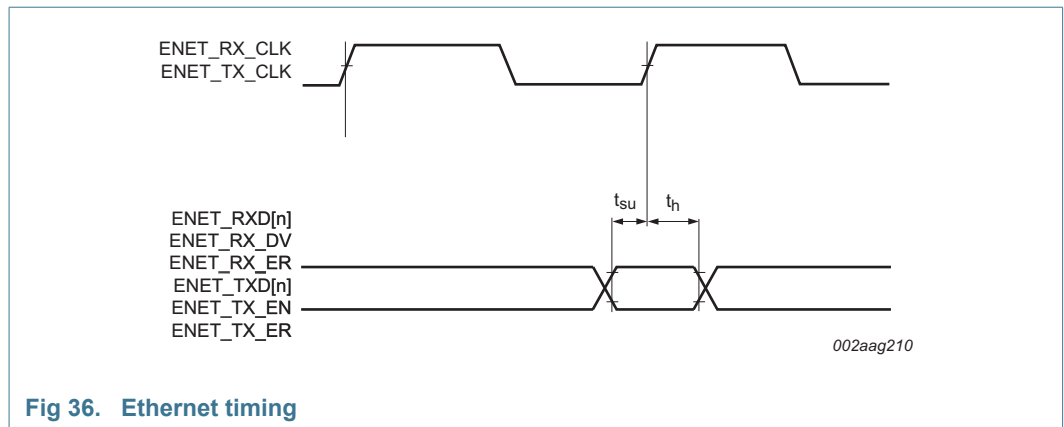 ENET_RX_CLK
ENET_TX_CLK
tsu
th
ENET_RXD[n]
ENET_RX_DV
ENET_RX_ER
ENET_TXD[n]
ENET_TX_EN
ENET_TX_ER
002aag210
Fig 36. Ethernet timing